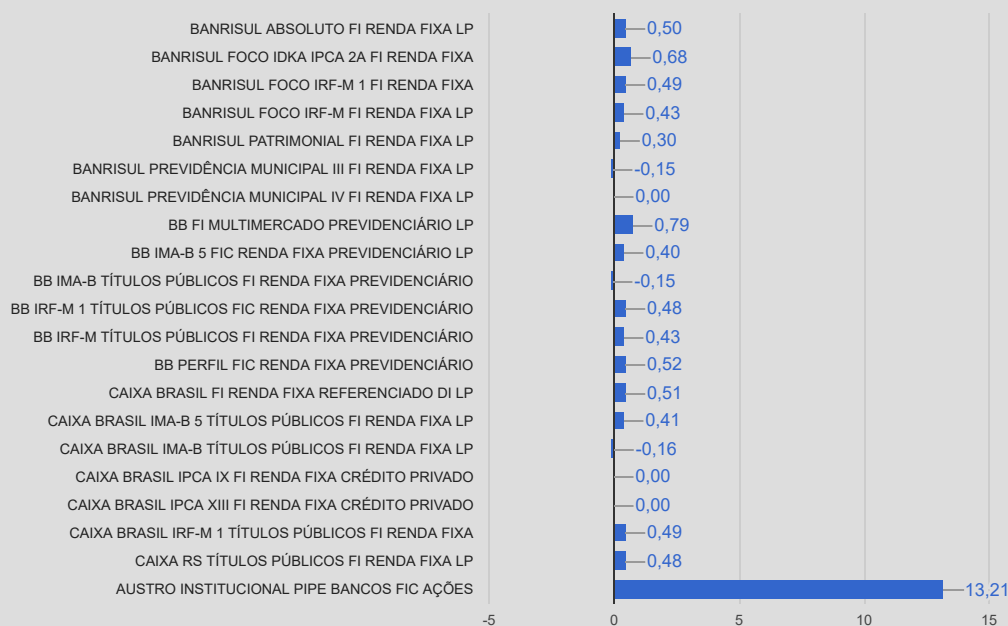 BANRISUL ABSOLUTO FI RENDA FIXA LP 0,50
BANRISUL FOCO IDKA IPCA 2A FI RENDA FIXA 0,68
BANRISUL FOCO IRF-M 1 FI RENDA FIXA 0,49
BANRISUL FOCO IRF-M FI RENDA FIXA LP 0,43
BANRISUL PATRIMONIAL FI RENDA FIXA LP 0,30
BANRISUL PREVIDÊNCIA MUNICIPAL III FI RENDA FIXA LP -0,15
BANRISUL PREVIDÊNCIA MUNICIPAL IV FI RENDA FIXA LP 0,00
BB FI MULTIMERCADO PREVIDENCIÁRIO LP 0,79
BB IMA-B 5 FIC RENDA FIXA PREVIDENCIÁRIO LP 0,40
BB IMA-B TÍTULOS PÚBLICOS FI RENDA FIXA PREVIDENCIÁRIO -0,15
BB IRF-M 1 TÍTULOS PÚBLICOS FIC RENDA FIXA PREVIDENCIÁRIO 0,48
BB IRF-M TÍTULOS PÚBLICOS FI RENDA FIXA PREVIDENCIÁRIO 0,43
BB PERFIL FIC RENDA FIXA PREVIDENCIÁRIO 0,52
CAIXA BRASIL FI RENDA FIXA REFERENCIADO DI LP 0,51
CAIXA BRASIL IMA-B 5 TÍTULOS PÚBLICOS FI RENDA FIXA LP 0,41
CAIXA BRASIL IMA-B TÍTULOS PÚBLICOS FI RENDA FIXA LP -0,16
CAIXA BRASIL IPCA IX FI RENDA FIXA CRÉDITO PRIVADO 0,00
CAIXA BRASIL IPCA XIII FI RENDA FIXA CRÉDITO PRIVADO 0,00
CAIXA BRASIL IRF-M 1 TÍTULOS PÚBLICOS FI RENDA FIXA 0,49
CAIXA RS TÍTULOS PÚBLICOS FI RENDA FIXA LP 0,48
AUSTRO INSTITUCIONAL PIPE BANCOS FIC AÇÕES 13,21
-5 0 5 10 15